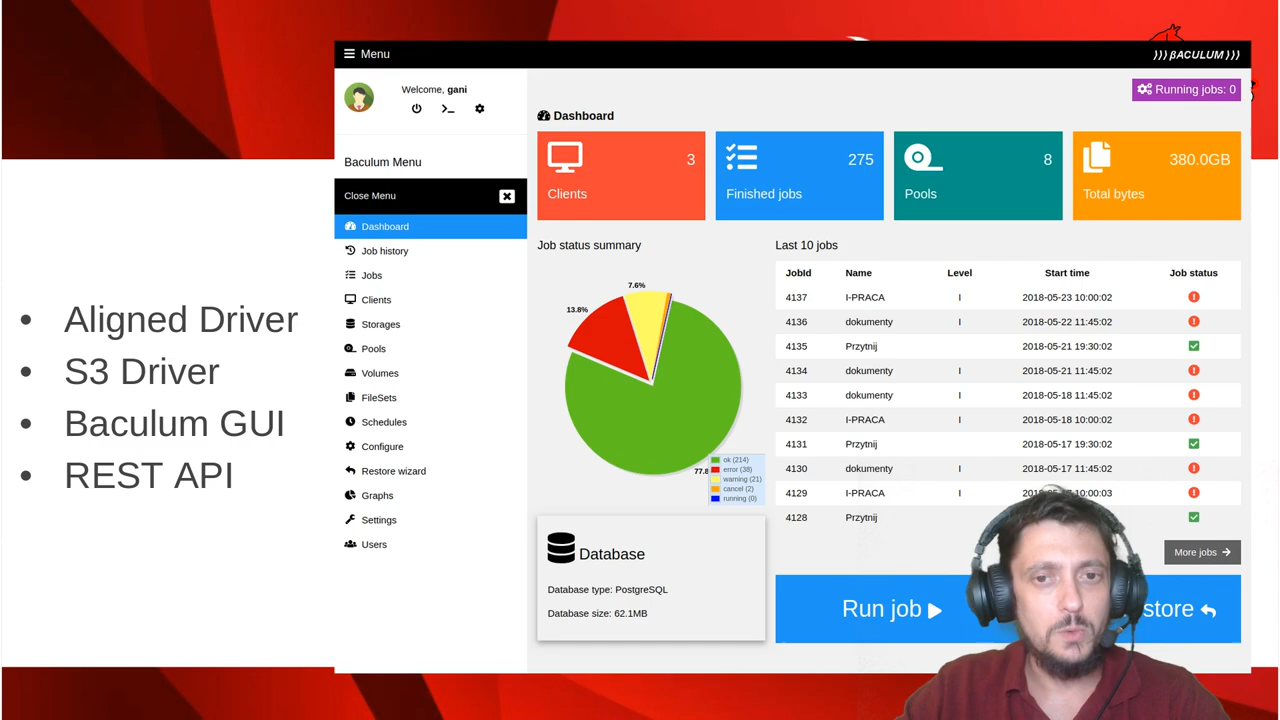 Menu
)))βACULUM)))
Welcome, gani
Running jobs: 0
Dashboard
Baculum Menu
Close Menu
Dashboard
Job history
Jobs
Clients
Storages
Pools
Volumes
FileSets
Schedules
Configure
Restore wizard
Graphs
Settings
Users
3
Clients
275
Finished jobs
8
Pools
380.0GB
Total bytes
Job status summary
7.6%
13.8%
77.8
ok (214)
error (38)
warning (21)
cancel (2)
running (0)
Last 10 jobs
JobId Name Level Start time Job status
4137 I-PRACA I 2018-05-23 10:00:02
4136 dokumenty I 2018-05-22 11:45:02
4135 Przytnij 2018-05-21 19:30:02
4134 dokumenty I 2018-05-21 11:45:02
4133 dokumenty I 2018-05-18 11:45:02
4132 I-PRACA I 2018-05-18 10:00:02
4131 Przytnij 2018-05-17 19:30:02
4130 dokumenty I 2018-05-17 11:45:02
4129 I-PRACA I 10:00:03
4128 Przytnij
More jobs
Database
Database type: PostgreSQL
Database size: 62.1MB
Run job
store
• Aligned Driver
• S3 Driver
• Baculum GUI
• REST API